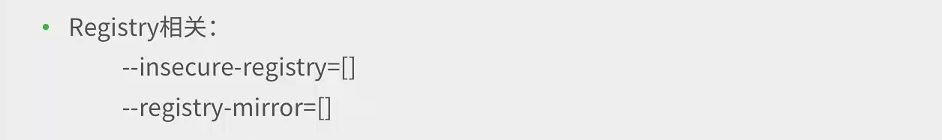 • Registry相关：
--insecure-registry=[]
--registry-mirror=[]